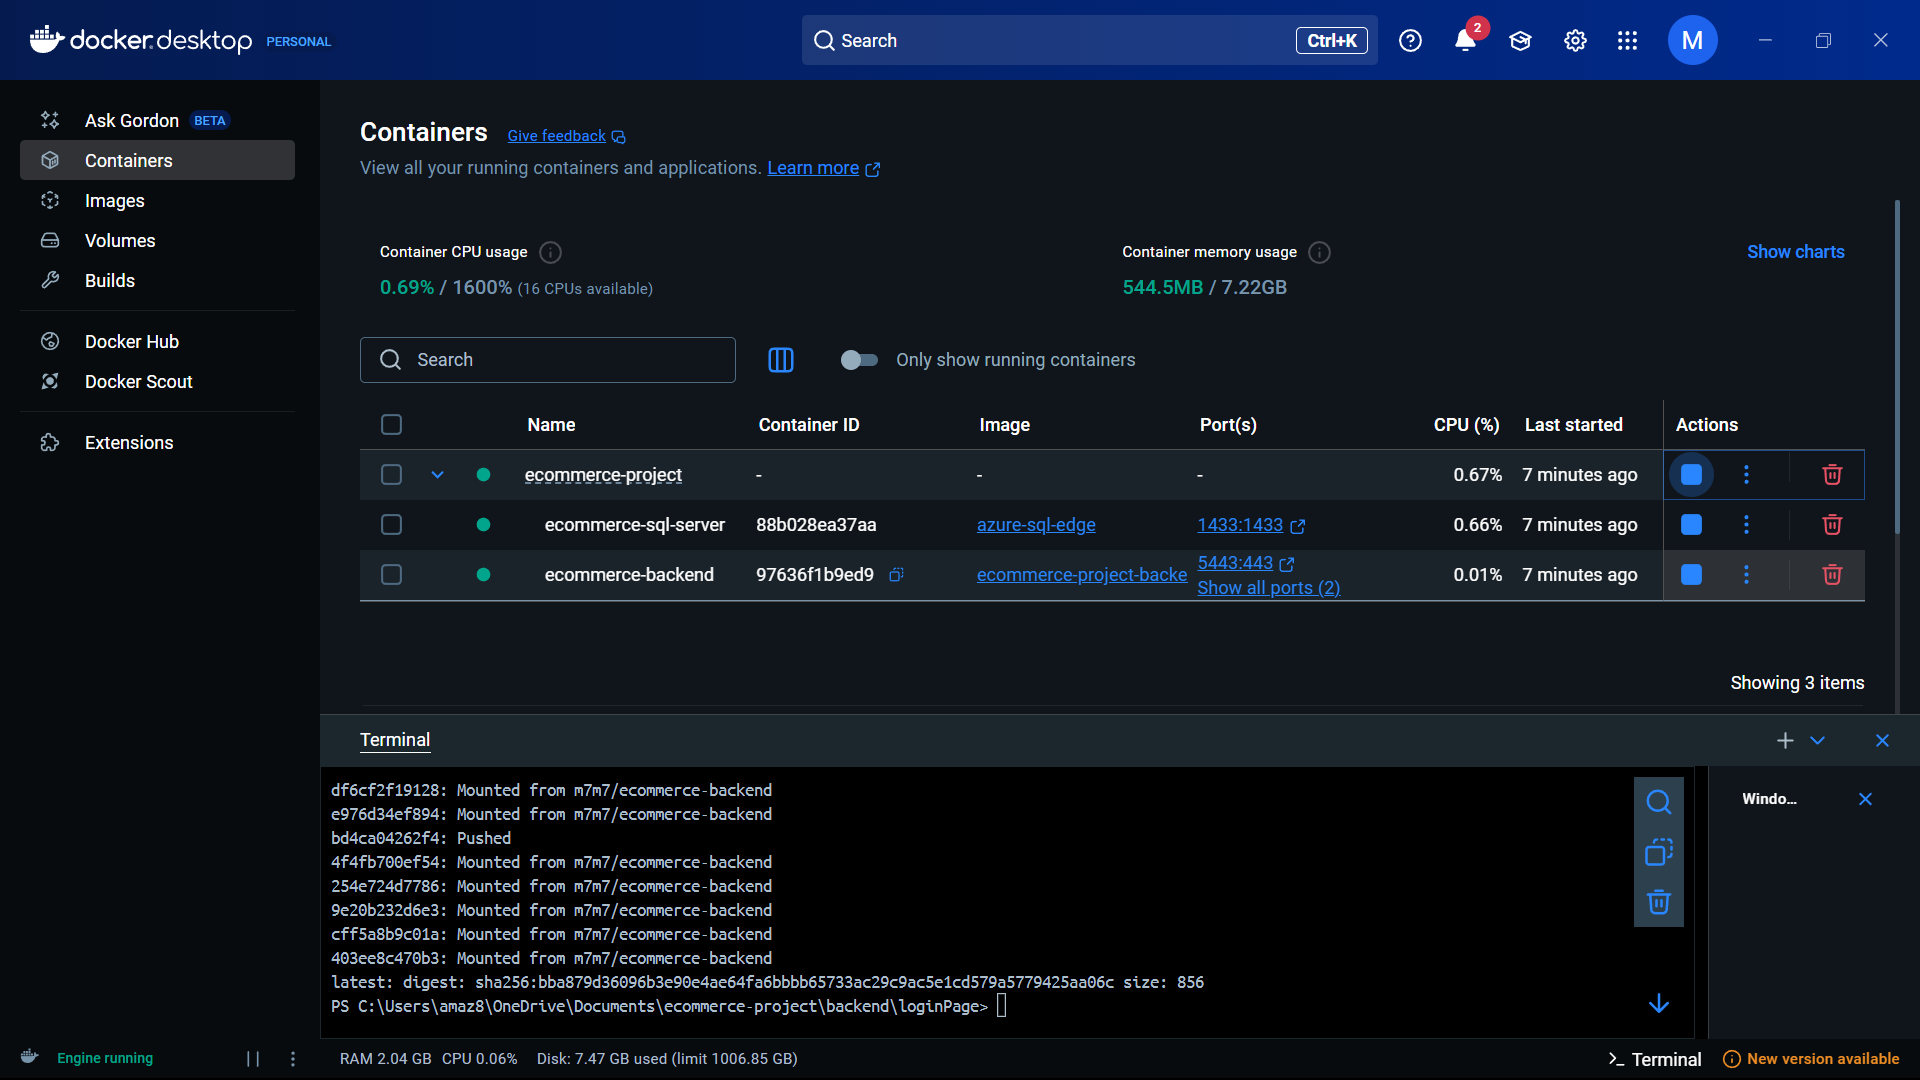 docker.desktop PERSONAL
Search Ctrl+K
2
M
Ask Gordon BETA
Containers
Images
Volumes
Builds
Docker Hub
Docker Scout
Extensions
Containers Give feedback
View all your running containers and applications. Learn more
Container CPU usage
0.69% / 1600% (16 CPUs available)
Container memory usage
544.5MB / 7.22GB
Show charts
Search
Only show running containers
Name Container ID Image Port(s) CPU (%) Last started Actions
ecommerce-project - - - 0.67% 7 minutes ago
ecommerce-sql-server 88b028ea37aa azure-sql-edge 1433:1433 0.66% 7 minutes ago
ecommerce-backend 97636f1b9ed9 ecommerce-project-backe 5443:443 0.01% 7 minutes ago
Show all ports (2)
Showing 3 items
Terminal
df6cf2f19128: Mounted from m7m7/ecommerce-backend
e976d34ef894: Mounted from m7m7/ecommerce-backend
bd4ca04262f4: Pushed
4f4fb700ef54: Mounted from m7m7/ecommerce-backend
254e724d7786: Mounted from m7m7/ecommerce-backend
9e20b232d6e3: Mounted from m7m7/ecommerce-backend
cff5a8b9c01a: Mounted from m7m7/ecommerce-backend
403ee8c470b3: Mounted from m7m7/ecommerce-backend
latest: digest: sha256:bba879d36096b3e90e4ae64fa6bbbb65733ac29c9ac5e1cd579a5779425aa06c size: 856
PS C:\Users\amaz8\OneDrive\Documents\ecommerce-project\backend\loginPage>
Windo...
Engine running
RAM 2.04 GB CPU 0.06% Disk: 7.47 GB used (limit 1006.85 GB)
Terminal
New version available